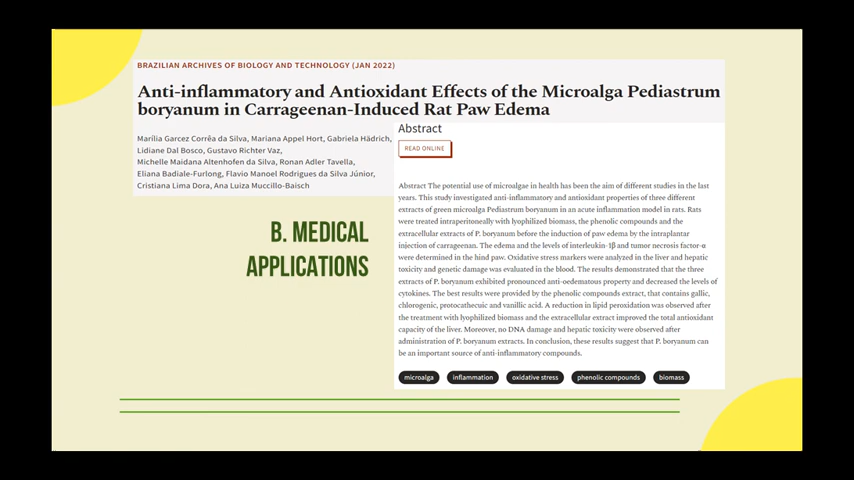 BRAZILIAN ARCHIVES OF BIOLOGY AND TECHNOLOGY (JAN 2022)
Anti-inflammatory and Antioxidant Effects of the Microalga Pediastrum
boryanum in Carrageenan-Induced Rat Paw Edema
Marília Garcez Corrêa da Silva, Mariana Appel Hort, Gabriela Hädrich,
Lidiane Dal Bosco, Gustavo Richter Vaz,
Michelle Maidana Altenhofen da Silva, Ronan Adler Tavella,
Eliana Badiale-Furlong, Flavio Manoel Rodrigues da Silva Júnior,
Cristiana Lima Dora, Ana Luiza Muccillo-Baisch
B. MEDICAL
APPLICATIONS
Abstract
READ ONLINE
Abstract The potential use of microalgae in health has been the aim of different studies in the last
years. This study investigated anti-inflammatory and antioxidant properties of three different
extracts of green microalga Pediastrum boryanum in an acute inflammation model in rats. Rats
were treated intraperitoneally with lyophilized biomass, the phenolic compounds and the
extracellular extracts of P. boryanum before the induction of paw edema by the intraplantar
injection of carrageenan. The edema and the levels of interleukin-1β and tumor necrosis factor-α
were determined in the hind paw. Oxidative stress markers were analyzed in the liver and hepatic
toxicity and genetic damage was evaluated in the blood. The results demonstrated that the three
extracts of P. boryanum exhibited pronounced anti-oedematous property and decreased the levels of
cytokines. The best results were provided by the phenolic compounds extract, that contains gallic,
chlorogenic, protocathecuic and vanillic acid. A reduction in lipid peroxidation was observed after
the treatment with lyophilized biomass and the extracellular extract improved the total antioxidant
capacity of the liver. Moreover, no DNA damage and hepatic toxicity were observed after
administration of P. boryanum extracts. In conclusion, these results suggest that P. boryanum can
be an important source of anti-inflammatory compounds.
microalga inflammation oxidative stress phenolic compounds biomass